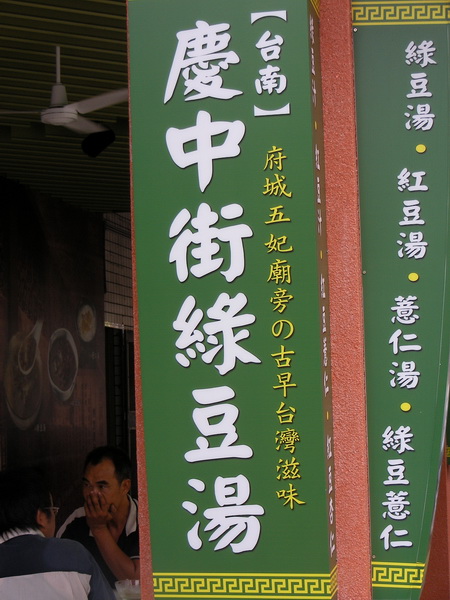 【台南】
慶中街綠豆湯
府城五妃廟旁の古早台灣滋味
綠豆湯・紅豆湯・薏仁湯・綠豆薏仁